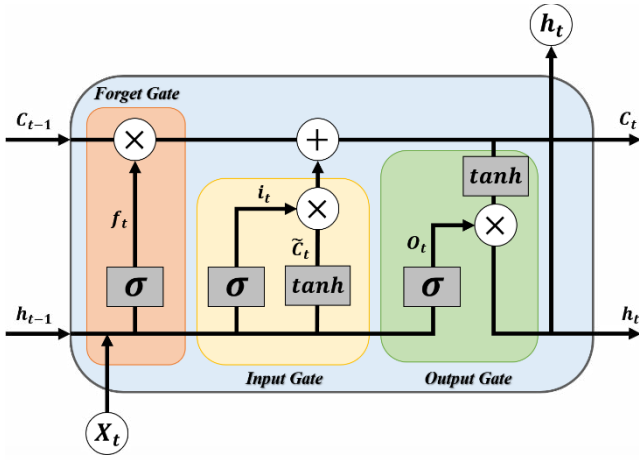 h_t
Forget Gate
C_{t-1}
×
+
C_t
tanh
i_t
×
f_t
×
C̃_t
O_t
σ
σ
tanh
σ
h_{t-1}
h_t
Input Gate
Output Gate
X_t